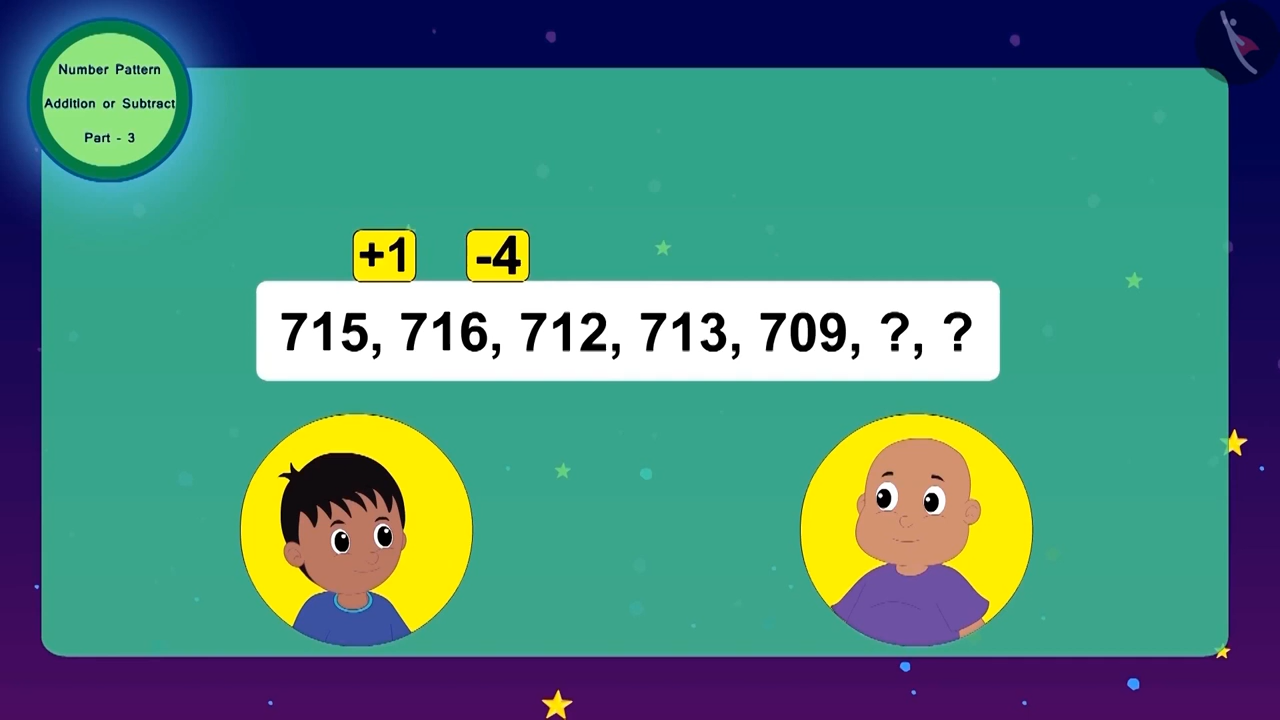 Number Pattern
Addition or Subtract
Part - 3
+1 -4
715, 716, 712, 713, 709, ?, ?